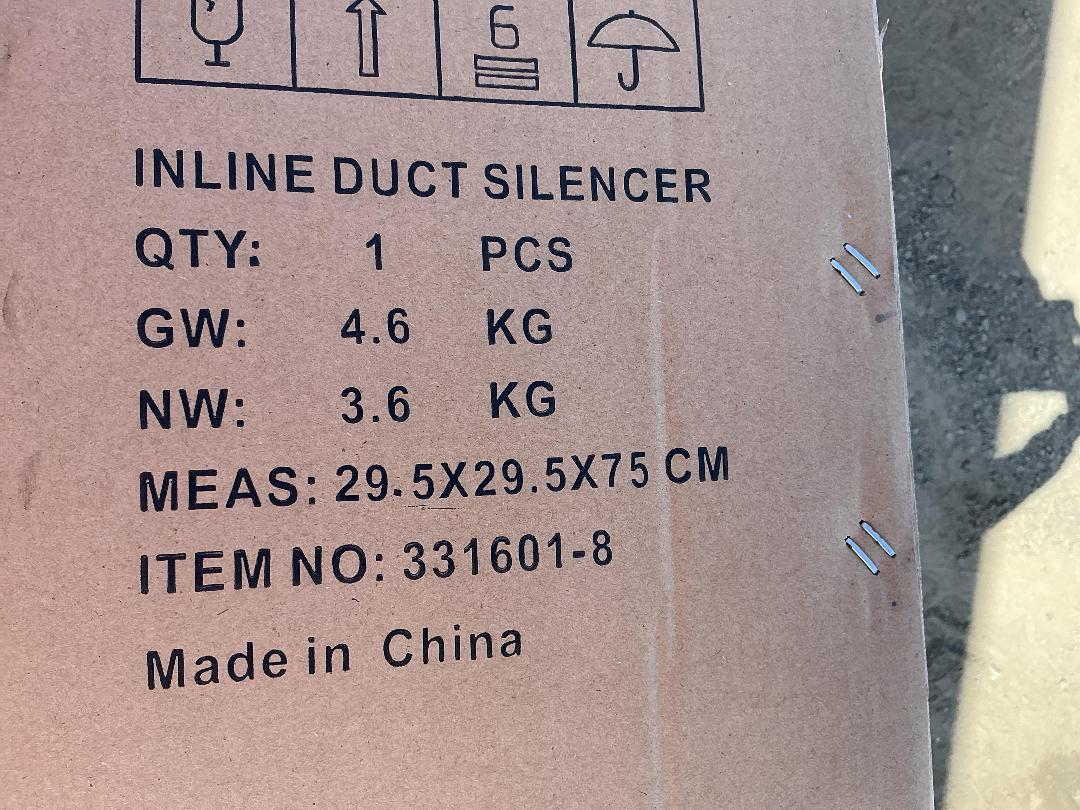 6
INLINE DUCT SILENCER
QTY: 1 PCS
GW: 4.6 KG
NW: 3.6 KG
MEAS: 29.5X29.5X75 CM
ITEM NO: 331601-8
Made in China